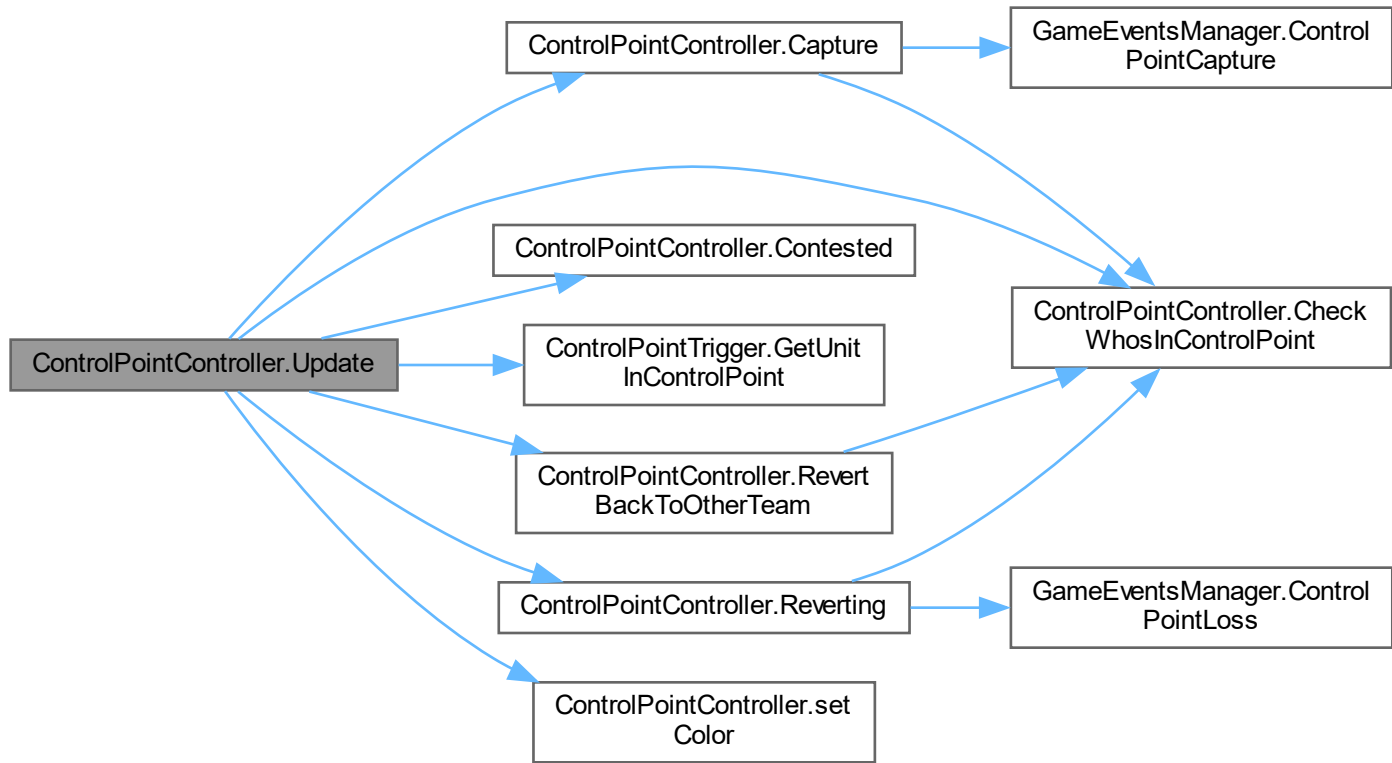 ControlPointController.Update
ControlPointController.Capture
GameEventsManager.Control
PointCapture
ControlPointController.Contested
ControlPointController.Check
WhosInControlPoint
ControlPointTrigger.GetUnit
InControlPoint
ControlPointController.Revert
BackToOtherTeam
ControlPointController.Reverting
GameEventsManager.Control
PointLoss
ControlPointController.set
Color